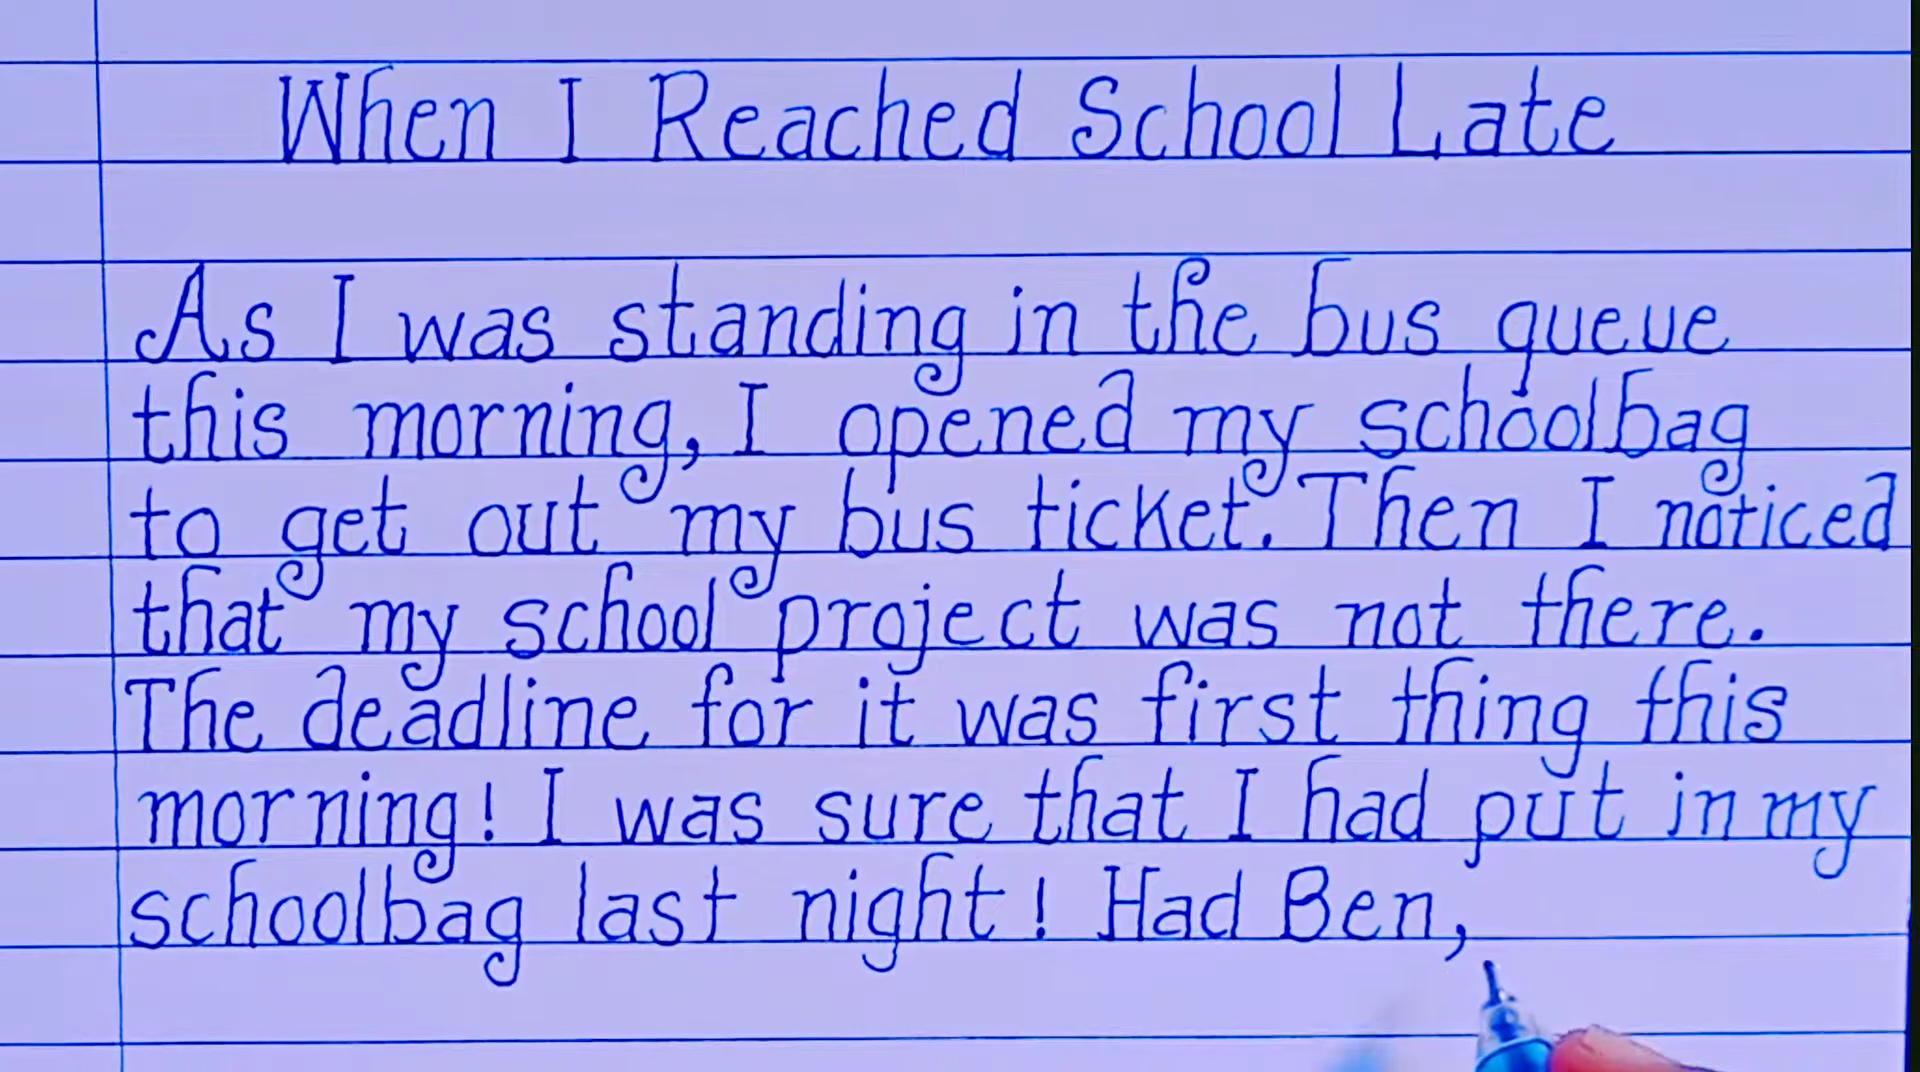 When I Reached School Late
As I was standing in the bus queue
this morning, I opened my schoolbag
to get out my bus ticket. Then I noticed
that my school project was not there.
The deadline for it was first thing this
morning! I was sure that I had put in my
schoolbag last night! Had Ben,